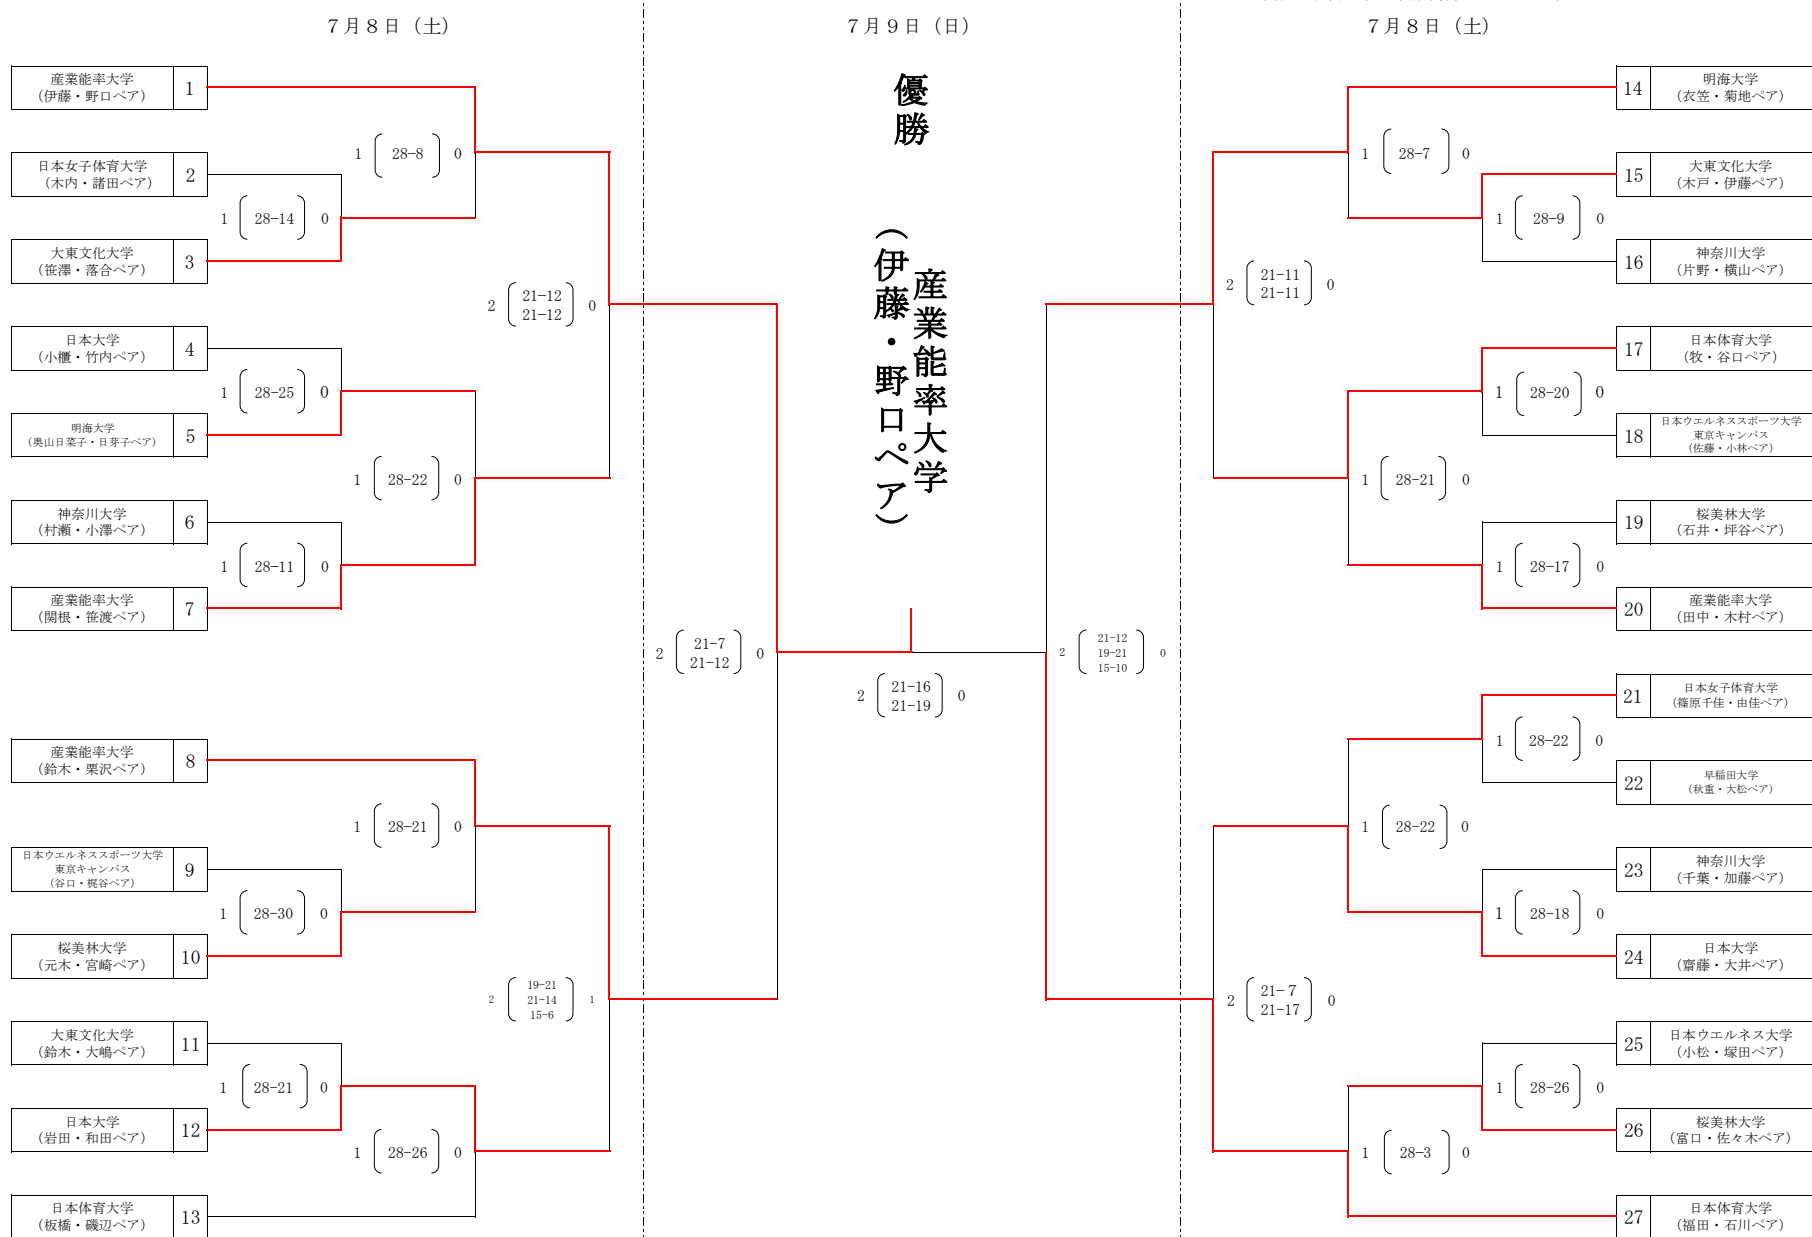 7月8日（土）
7月9日（日）
7月8日（土）
産業能率大学
（伊藤・野口ペア）
1
日本女子体育大学
（木内・諸田ペア）
2
大東文化大学
（笹澤・落合ペア）
3
日本大学
（小櫃・竹内ペア）
4
明海大学
（奥山日菜子・日芽子ペア）
5
神奈川大学
（村瀬・小澤ペア）
6
産業能率大学
（関根・笹渡ペア）
7
産業能率大学
（鈴木・栗沢ペア）
8
日本ウエルネススポーツ大学
東京キャンパス
（谷口・梶谷ペア）
9
桜美林大学
（元木・宮崎ペア）
10
大東文化大学
（鈴木・大嶋ペア）
11
日本大学
（岩田・和田ペア）
12
日本体育大学
（板橋・磯辺ペア）
13
1 28-8 0
1 28-14 0
2 21-12 0
21-12
1 28-25 0
1 28-22 0
1 28-11 0
2 21-7 0
21-12
1 28-21 0
1 28-30 0
19-21
2 21-14 1
15-6
1 28-21 0
1 28-26 0
優勝
産業能率大学
（伊藤・野口ペア）
2 21-16 0
21-19
21-12
2 19-21 0
15-10
1 28-7 0
1 28-9 0
2 21-11 0
21-11
1 28-20 0
1 28-21 0
1 28-17 0
1 28-22 0
1 28-22 0
1 28-18 0
2 21-7 0
21-17
1 28-26 0
1 28-3 0
14
明海大学
（衣笠・菊地ペア）
15
大東文化大学
（木戸・伊藤ペア）
16
神奈川大学
（片野・横山ペア）
17
日本体育大学
（牧・谷口ペア）
18
日本ウエルネススポーツ大学
東京キャンパス
（佐藤・小林ペア）
19
桜美林大学
（石井・坪谷ペア）
20
産業能率大学
（田中・木村ペア）
21
日本女子体育大学
（篠原千佳・由佳ペア）
22
早稲田大学
（秋重・大松ペア）
23
神奈川大学
（千葉・加藤ペア）
24
日本大学
（齋藤・大井ペア）
25
日本ウエルネス大学
（小松・塚田ペア）
26
桜美林大学
（富口・佐々木ペア）
27
日本体育大学
（福田・石川ペア）